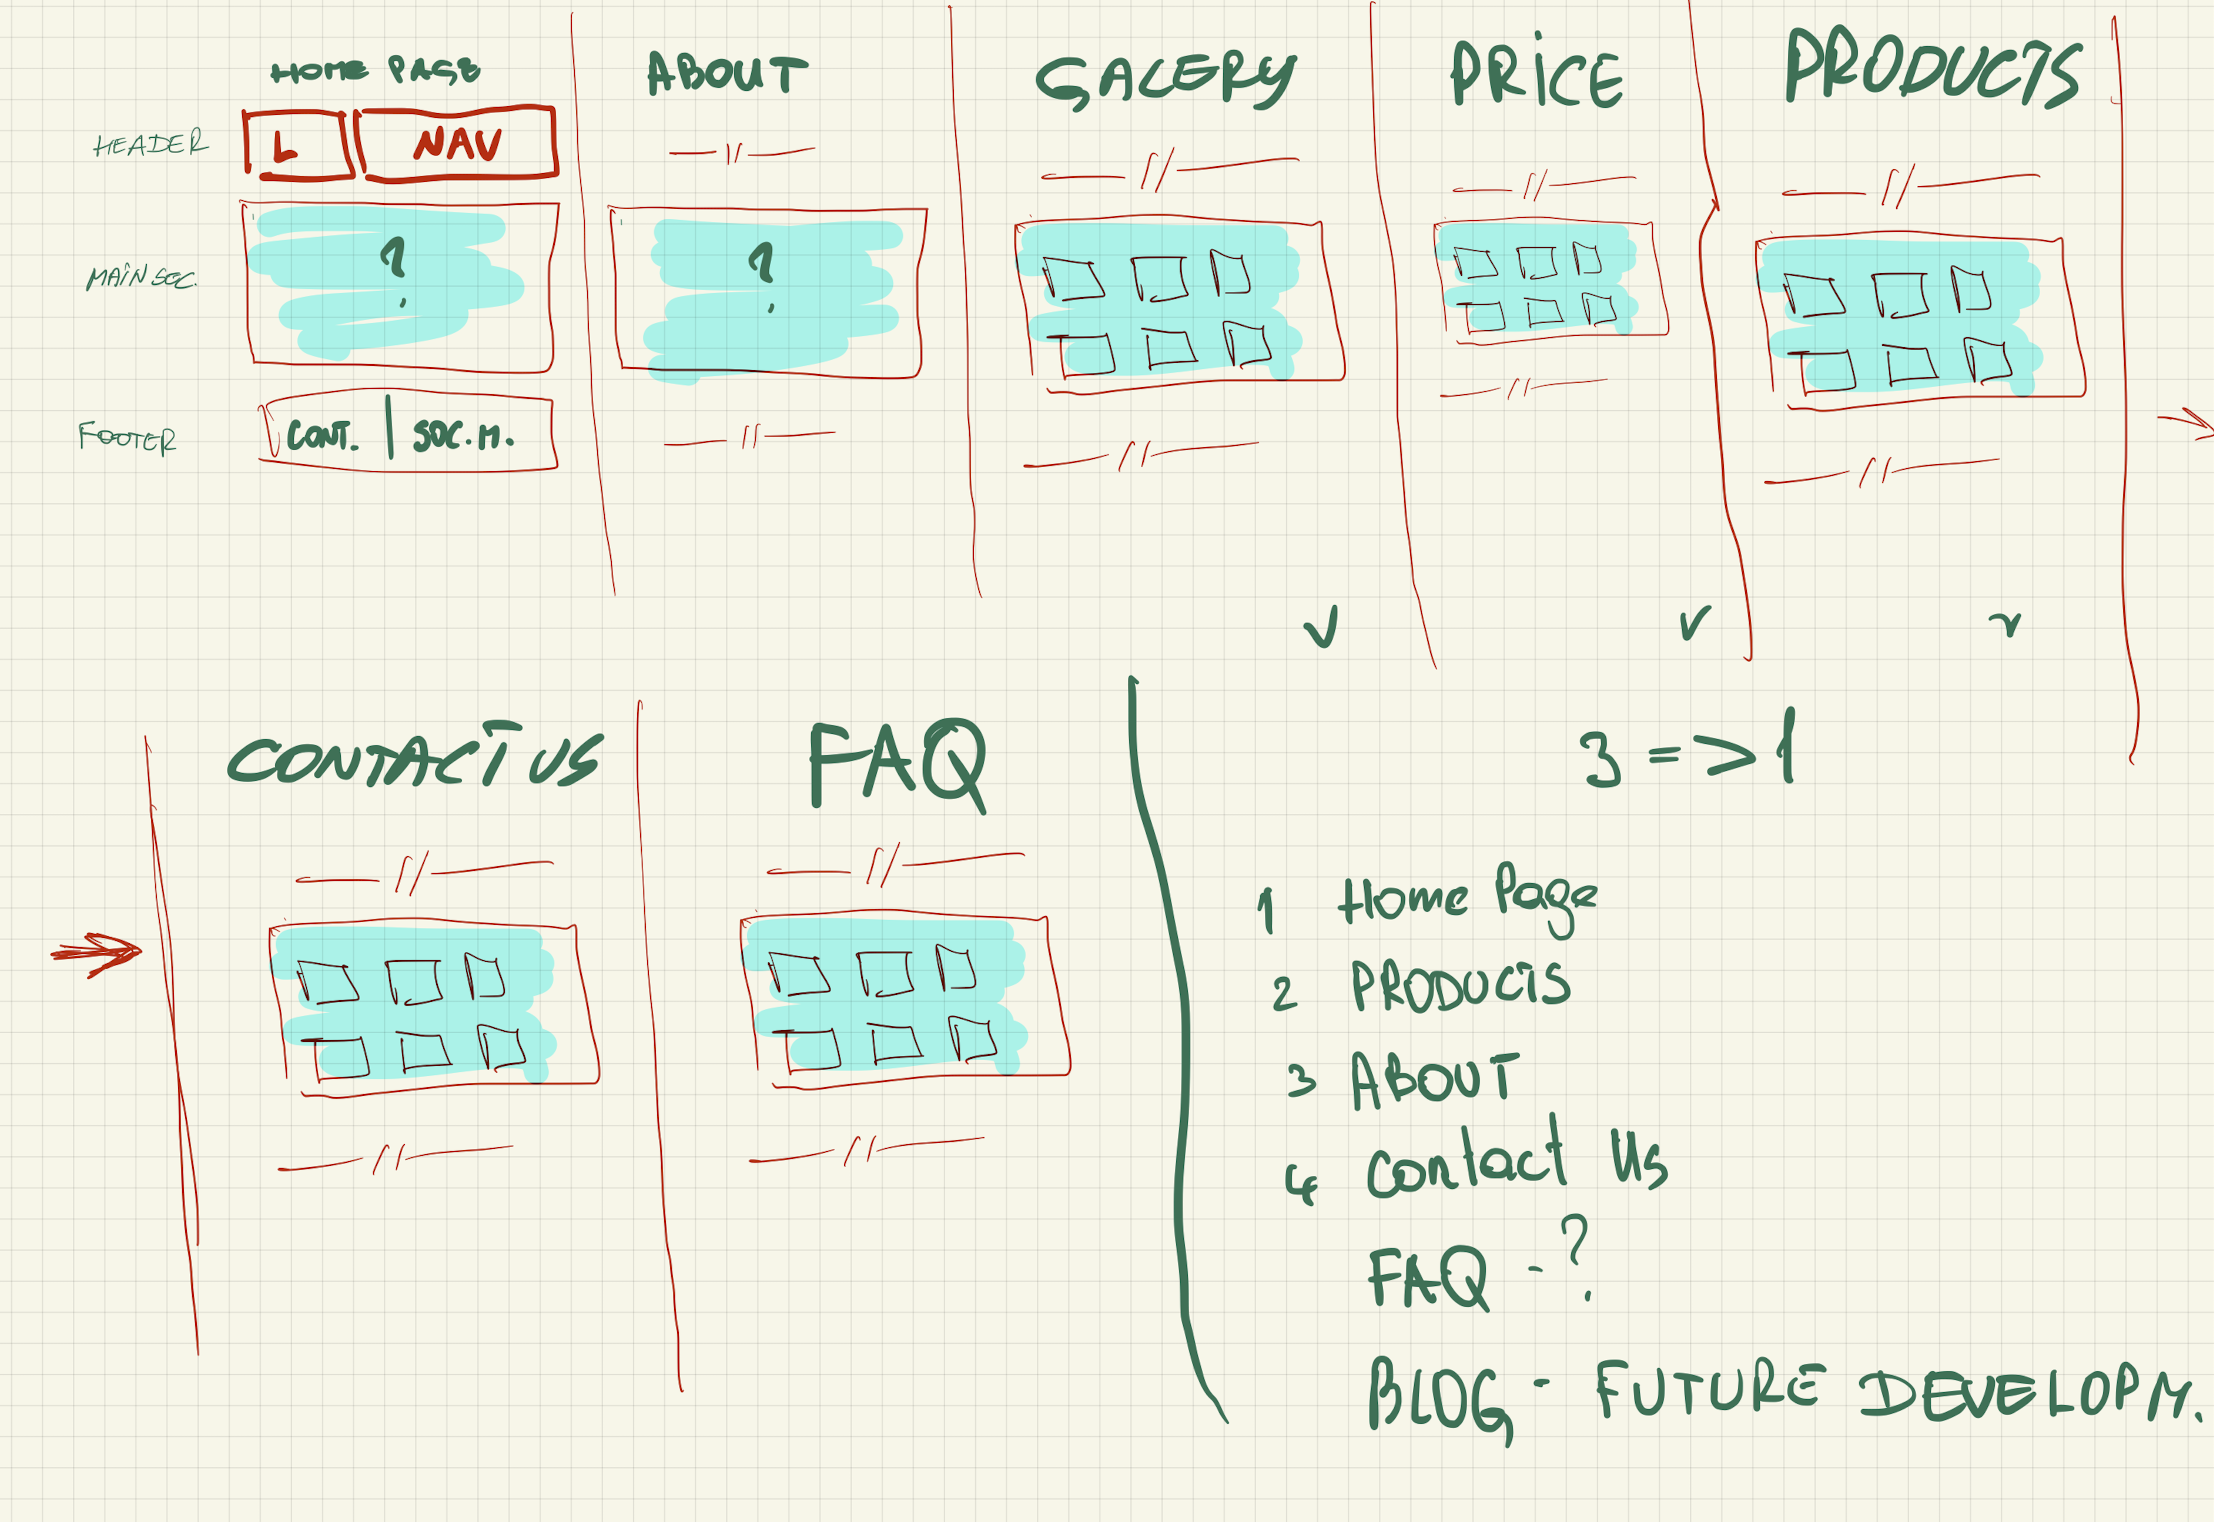 HOME PAGE
ABOUT
GALERY
PRICE
PRODUCTS
HEADER
L
NAV
MAIN SEC.
?
?
FOOTER
CONT. | SOC. M.
V
V
V
3 => 1
CONTACT US
FAQ
1 Home Page
2 PRODUCTS
3 ABOUT
4 Contact Us
FAQ - ?
BLOG - FUTURE DEVELOPM.